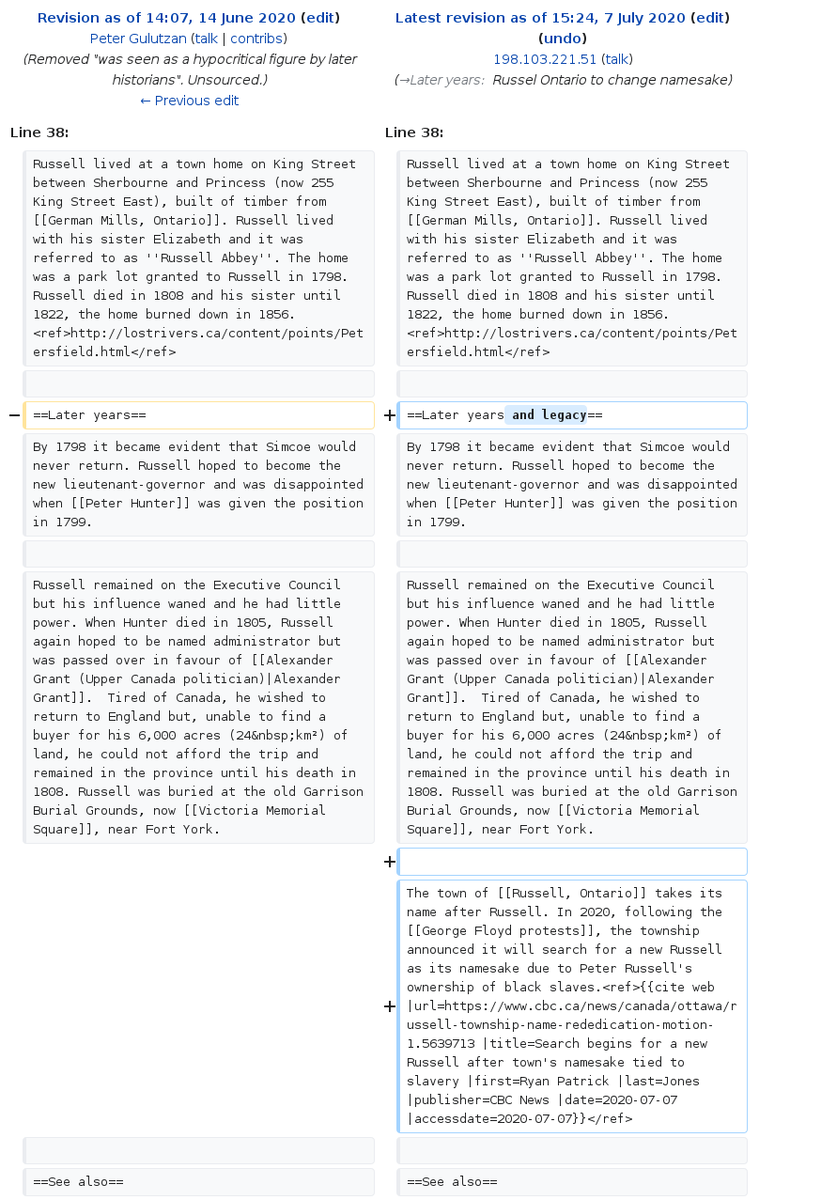 Revision as of 14:07, 14 June 2020 (edit)
Peter Gulutzan (talk | contribs)
(Removed "was seen as a hypocritical figure by later
historians". Unsourced.)
← Previous edit
Latest revision as of 15:24, 7 July 2020 (edit)
(undo)
198.103.221.51 (talk)
(→Later years: Russel Ontario to change namesake)
Line 38:
Line 38:
Russell lived at a town home on King Street
between Sherbourne and Princess (now 255
King Street East), built of timber from
[[German Mills, Ontario]]. Russell lived
with his sister Elizabeth and it was
referred to as ''Russell Abbey''. The home
was a park lot granted to Russell in 1798.
Russell died in 1808 and his sister until
1822, the home burned down in 1856.
<ref>http://lostrivers.ca/content/points/Pet
ersfield.html</ref>
Russell lived at a town home on King Street
between Sherbourne and Princess (now 255
King Street East), built of timber from
[[German Mills, Ontario]]. Russell lived
with his sister Elizabeth and it was
referred to as ''Russell Abbey''. The home
was a park lot granted to Russell in 1798.
Russell died in 1808 and his sister until
1822, the home burned down in 1856.
<ref>http://lostrivers.ca/content/points/Pet
ersfield.html</ref>
− ==Later years==
+ ==Later years and legacy==
By 1798 it became evident that Simcoe would
never return. Russell hoped to become the
new lieutenant-governor and was disappointed
when [[Peter Hunter]] was given the position
in 1799.
By 1798 it became evident that Simcoe would
never return. Russell hoped to become the
new lieutenant-governor and was disappointed
when [[Peter Hunter]] was given the position
in 1799.
Russell remained on the Executive Council
but his influence waned and he had little
power. When Hunter died in 1805, Russell
again hoped to be named administrator but
was passed over in favour of [[Alexander
Grant (Upper Canada politician)|Alexander
Grant]].  Tired of Canada, he wished to
return to England but, unable to find a
buyer for his 6,000 acres (24&nbsp;km²) of
land, he could not afford the trip and
remained in the province until his death in
1808. Russell was buried at the old Garrison
Burial Grounds, now [[Victoria Memorial
Square]], near Fort York.
Russell remained on the Executive Council
but his influence waned and he had little
power. When Hunter died in 1805, Russell
again hoped to be named administrator but
was passed over in favour of [[Alexander
Grant (Upper Canada politician)|Alexander
Grant]].  Tired of Canada, he wished to
return to England but, unable to find a
buyer for his 6,000 acres (24&nbsp;km²) of
land, he could not afford the trip and
remained in the province until his death in
1808. Russell was buried at the old Garrison
Burial Grounds, now [[Victoria Memorial
Square]], near Fort York.
+
The town of [[Russell, Ontario]] takes its
name after Russell. In 2020, following the
[[George Floyd protests]], the township
announced it will search for a new Russell
as its namesake due to Peter Russell's
ownership of black slaves.<ref>{{cite web
+ |url=https://www.cbc.ca/news/canada/ottawa/r
ussell-township-name-rededication-motion-
1.5639713 |title=Search begins for a new
Russell after town's namesake tied to
slavery |first=Ryan Patrick |last=Jones
|publisher=CBC News |date=2020-07-07
|accessdate=2020-07-07}}</ref>
==See also==
==See also==